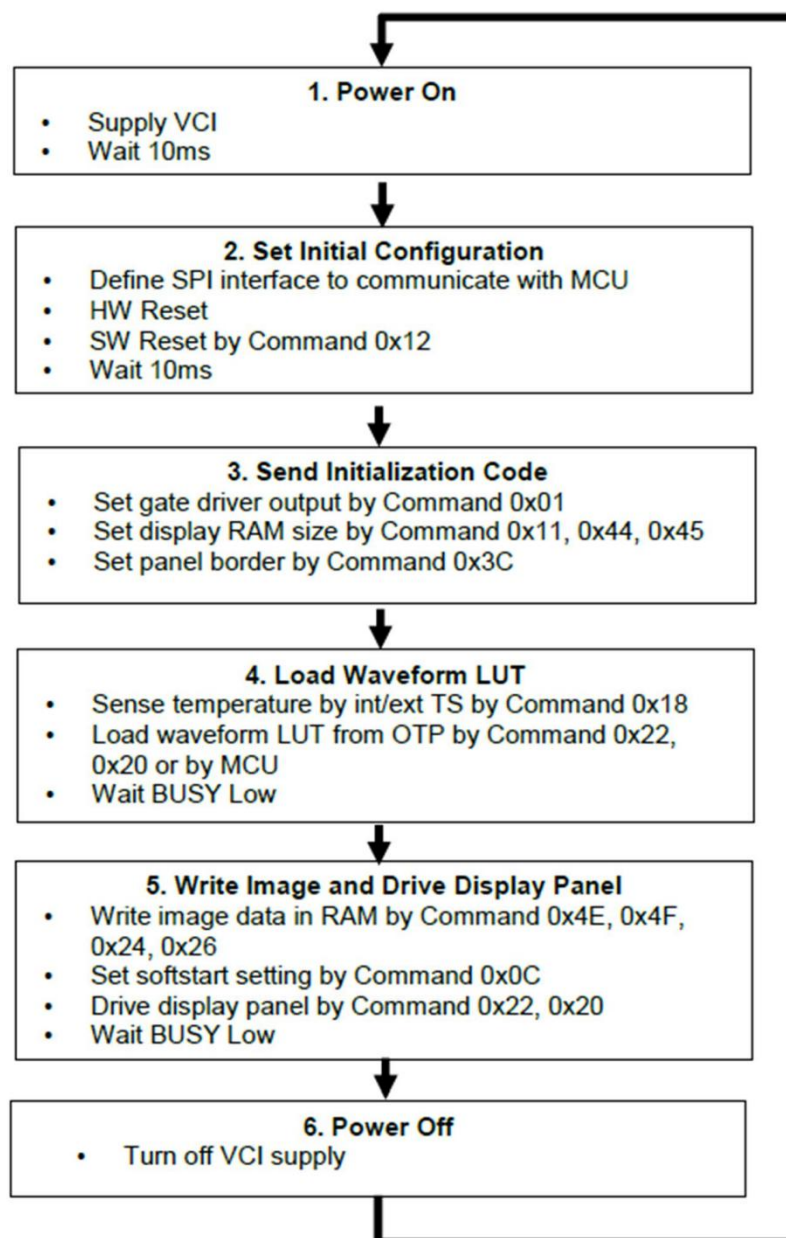 1. Power On
• Supply VCI
• Wait 10ms
2. Set Initial Configuration
• Define SPI interface to communicate with MCU
• HW Reset
• SW Reset by Command 0x12
• Wait 10ms
3. Send Initialization Code
• Set gate driver output by Command 0x01
• Set display RAM size by Command 0x11, 0x44, 0x45
• Set panel border by Command 0x3C
4. Load Waveform LUT
• Sense temperature by int/ext TS by Command 0x18
• Load waveform LUT from OTP by Command 0x22,
0x20 or by MCU
• Wait BUSY Low
5. Write Image and Drive Display Panel
• Write image data in RAM by Command 0x4E, 0x4F,
0x24, 0x26
• Set softstart setting by Command 0x0C
• Drive display panel by Command 0x22, 0x20
• Wait BUSY Low
6. Power Off
• Turn off VCI supply